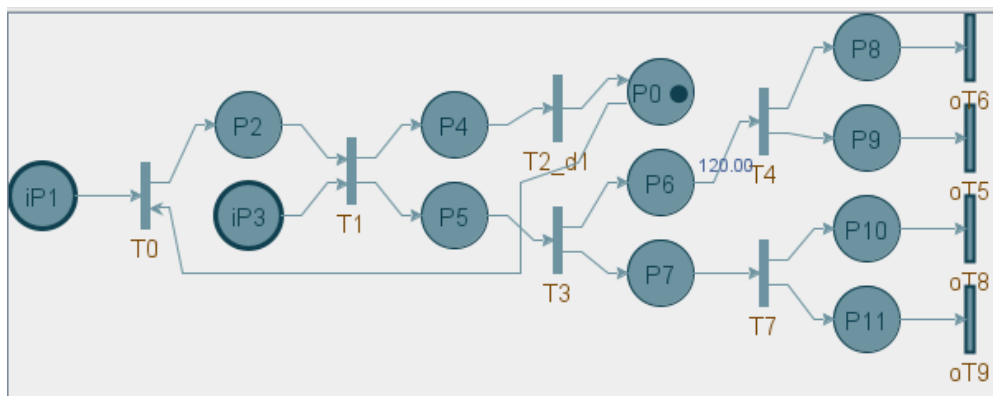 P8
oT6
P2
P4
P0
T2_d1
120.00
T4
P9
oT5
iP1
T0
iP3
T1
P5
P6
T3
P7
T7
P10
oT8
P11
oT9